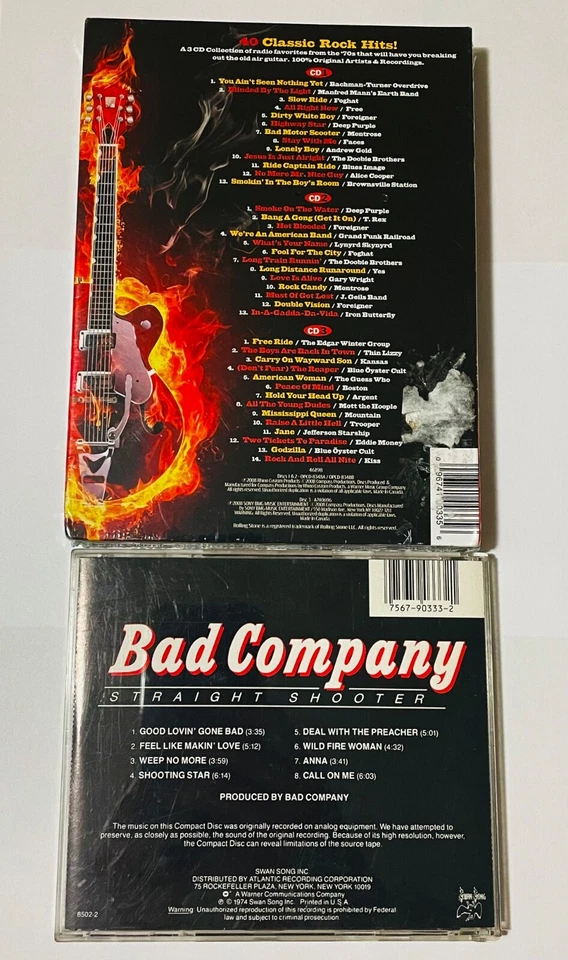 40 Classic Rock Hits!
A 3 CD Collection of radio favorites from the '70s that will have you breaking
out the old air guitar. 100% Original Artists & Recordings.
CD 1
1. You Ain't Seen Nothing Yet / Bachman-Turner Overdrive
2. Blinded By The Light / Manfred Mann's Earth Band
3. Slow Ride / Foghat
4. All Right Now / Free
5. Dirty White Boy / Foreigner
6. Highway Star / Deep Purple
7. Bad Motor Scooter / Montrose
8. Stay With Me / Faces
9. Lonely Boy / Andrew Gold
10. Jesus Is Just Alright / The Doobie Brothers
11. Ride Captain Ride / Blues Image
12. No More Mr. Nice Guy / Alice Cooper
13. Smokin' In The Boy's Room / Brownsville Station
CD 2
1. Smoke On The Water / Deep Purple
2. Bang A Gong (Get It On) / T. Rex
3. Hot Blooded / Foreigner
4. We're An American Band / Grand Funk Railroad
5. What's Your Name / Lynyrd Skynyrd
6. Fool For The City / Foghat
7. Long Train Runnin' / The Doobie Brothers
8. Long Distance Runaround / Yes
9. Love Is Alive / Gary Wright
10. Rock Candy / Montrose
11. Must Of Got Lost / J. Geils Band
12. Double Vision / Foreigner
13. In-A-Gadda-Da-Vida / Iron Butterfly
CD 3
1. Free Ride / The Edgar Winter Group
2. The Boys Are Back In Town / Thin Lizzy
3. Carry On Wayward Son / Kansas
4. (Don't Fear) The Reaper / Blue Öyster Cult
5. American Woman / The Guess Who
6. Peace Of Mind / Boston
7. Hold Your Head Up / Argent
8. All The Young Dudes / Mott the Hoople
9. Mississippi Queen / Mountain
10. Raise A Little Hell / Trooper
11. Jane / Jefferson Starship
12. Two Tickets To Paradise / Eddie Money
13. Godzilla / Blue Öyster Cult
14. Rock And Roll All Nite / Kiss
Rolling Stone is a registered trademark of Rolling Stone LLC. All rights reserved.
7567-90333-2
Bad Company
STRAIGHT SHOOTER
1. GOOD LOVIN' GONE BAD (3:35)
2. FEEL LIKE MAKIN' LOVE (5:12)
3. WEEP NO MORE (3:59)
4. SHOOTING STAR (6:14)
5. DEAL WITH THE PREACHER (5:01)
6. WILD FIRE WOMAN (4:32)
7. ANNA (3:41)
8. CALL ON ME (6:03)
PRODUCED BY BAD COMPANY
The music on this Compact Disc was originally recorded on analog equipment. We have attempted to
preserve, as closely as possible, the sound of the original recording. Because of its high resolution, however,
the Compact Disc can reveal limitations of the source tape.
SWAN SONG INC
DISTRIBUTED BY ATLANTIC RECORDING CORPORATION
75 ROCKEFELLER PLAZA, NEW YORK, NEW YORK 10019
A Warner Communications Company
℗ © 1974 Swan Song Inc. Printed in U.S.A.
Warning: Unauthorized reproduction of this recording is prohibited by Federal
law and subject to criminal prosecution
8502-2
SWAN SONG